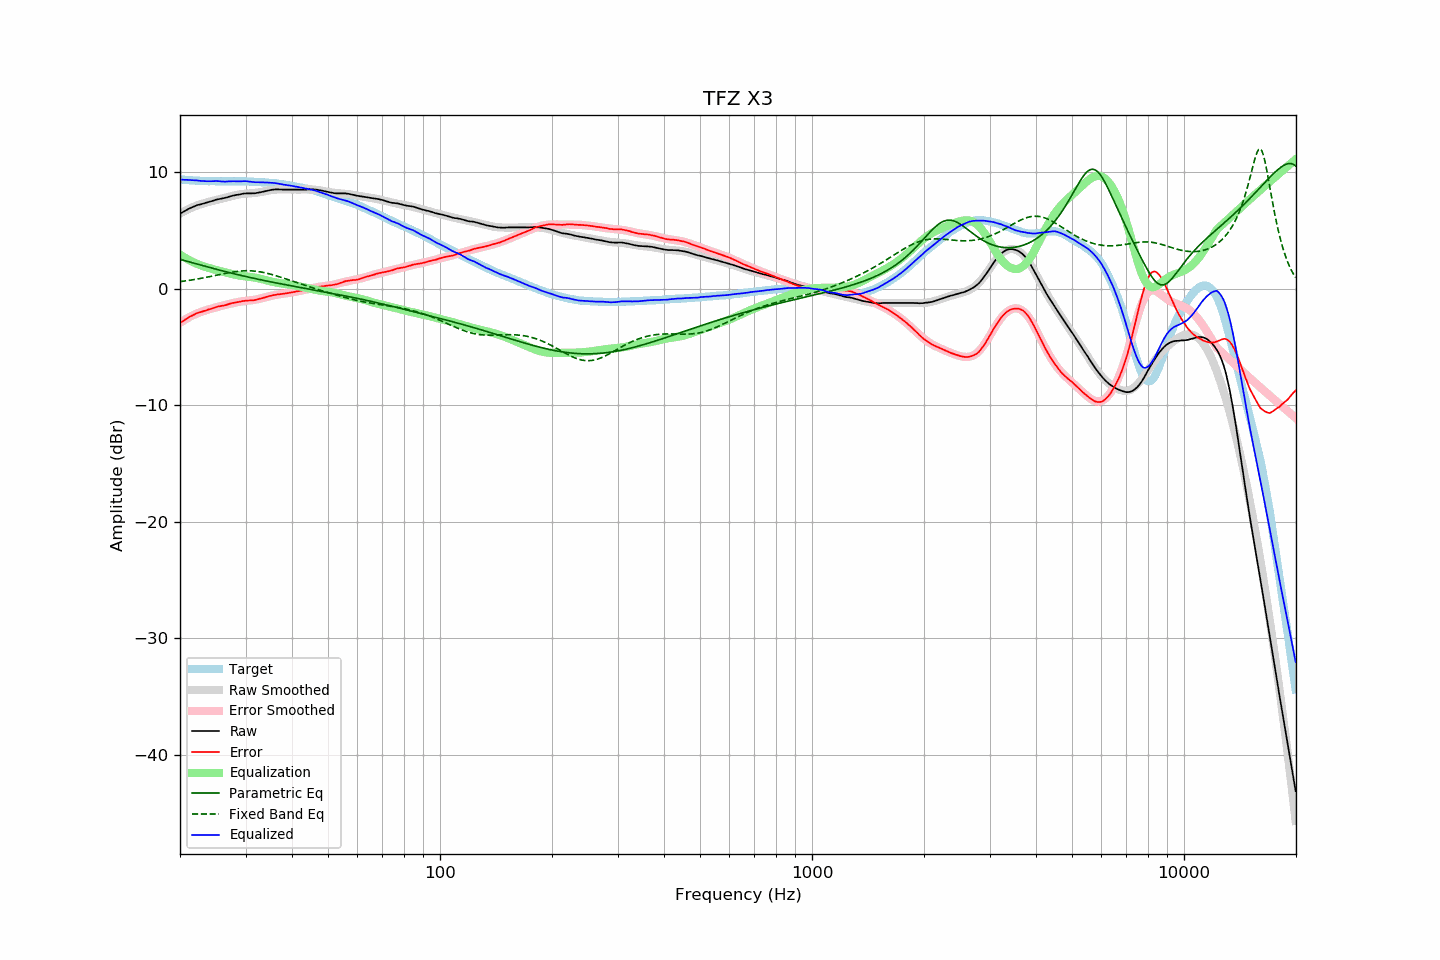 TFZ X3
10
0
−10
−20
−30
−40
Amplitude (dBr)
Target
Raw Smoothed
Error Smoothed
Raw
Error
Equalization
Parametric Eq
Fixed Band Eq
Equalized
100
1000
10000
Frequency (Hz)